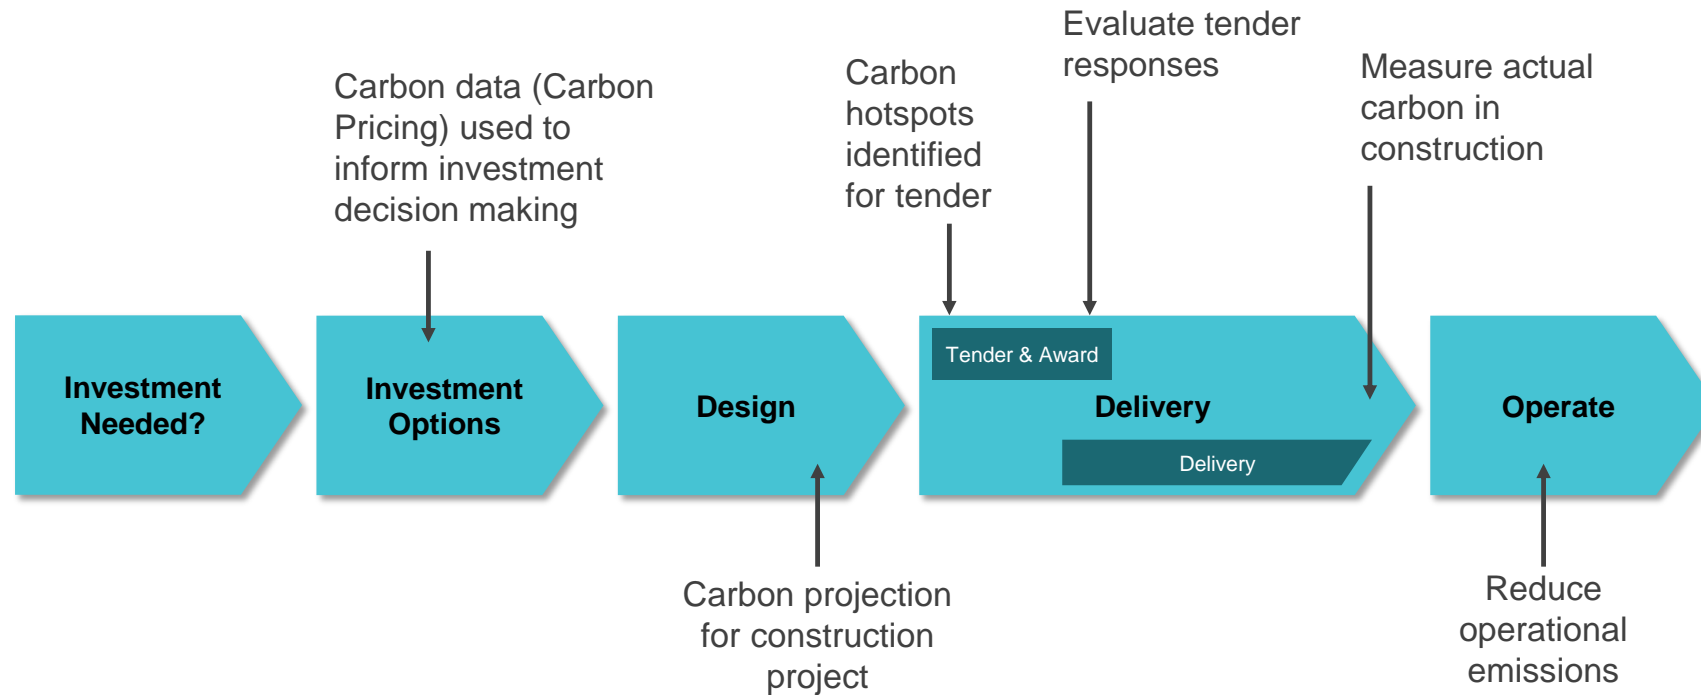 Evaluate tender
responses
Carbon data (Carbon
Pricing) used to
inform investment
decision making
Carbon
hotspots
identified
for tender
Measure actual
carbon in
construction
Investment
Needed?
Investment
Options
Design
Tender & Award
Delivery
Delivery
Operate
Carbon projection
for construction
project
Reduce
operational
emissions